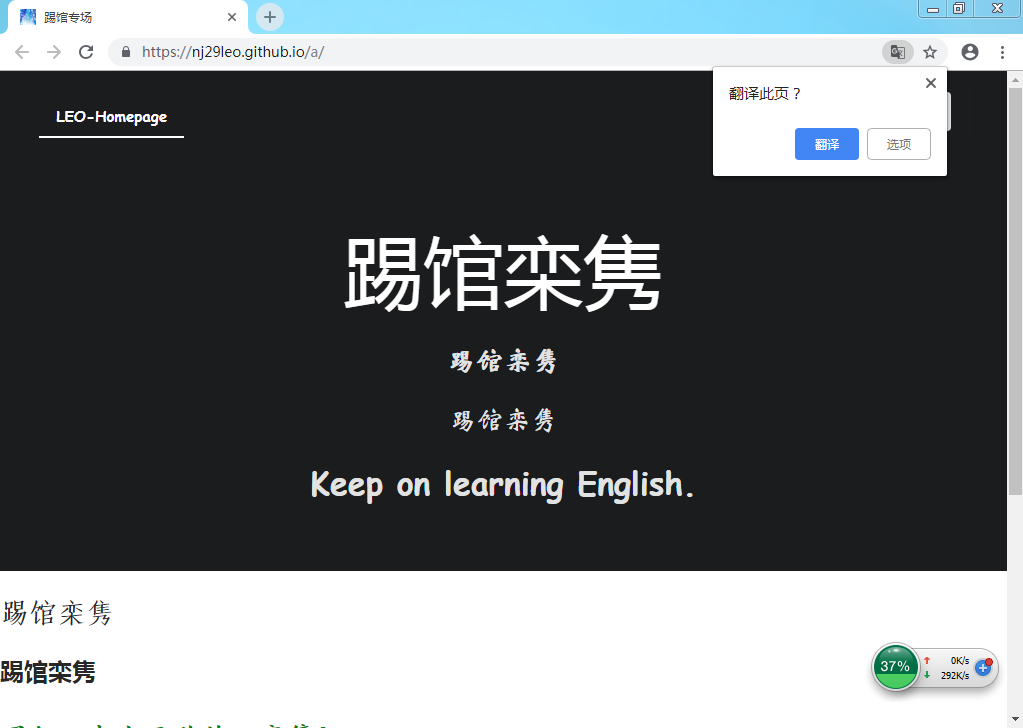 踢馆专场
https://nj29leo.github.io/a/
翻译此页？
翻译
选项
LEO-Homepage
踢馆栾隽
踢馆栾隽
踢馆栾隽
Keep on learning English.
踢馆栾隽
踢馆栾隽
37%
0K/s
292K/s